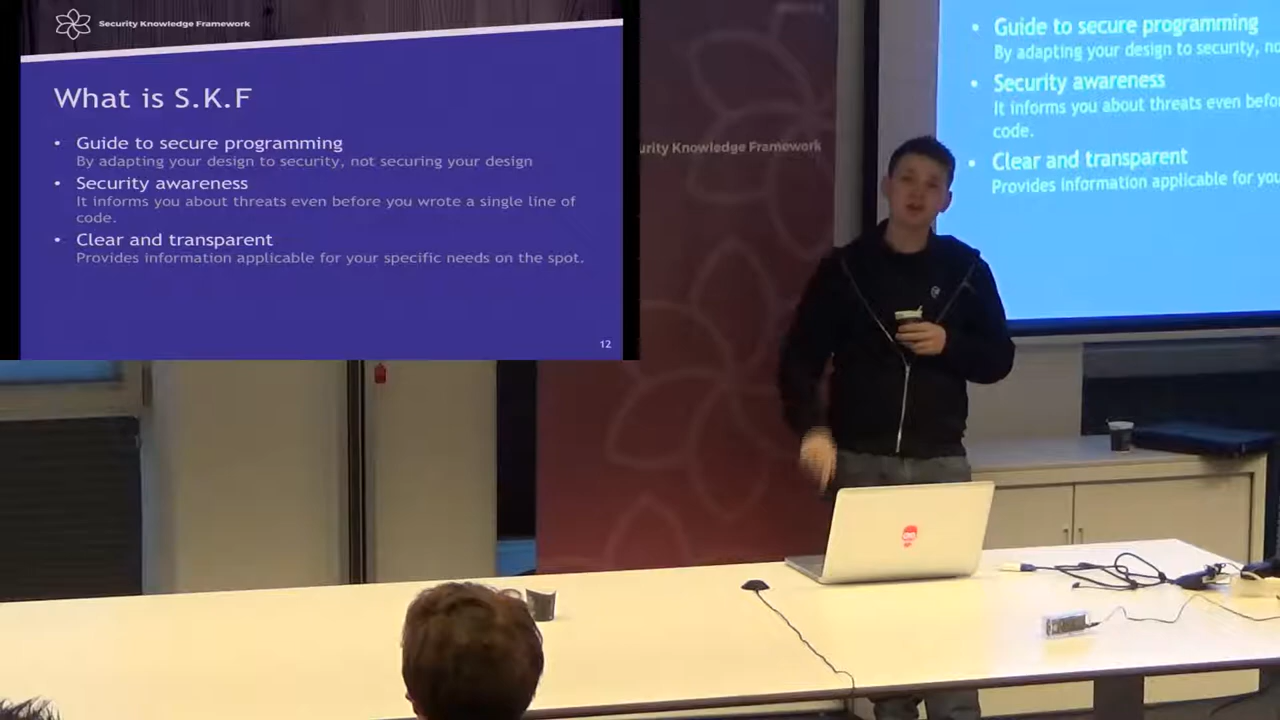 Security Knowledge Framework
What is S.K.F
• Guide to secure programming
By adapting your design to security, not securing your design
• Security awareness
It informs you about threats even before you wrote a single line of
code.
• Clear and transparent
Provides information applicable for your specific needs on the spot.
12
urity Knowledge Framework
• Guide to secure programming
By adapting your design to security, no
• Security awareness
It informs you about threats even befo
code.
• Clear and transparent
Provides information applicable for you